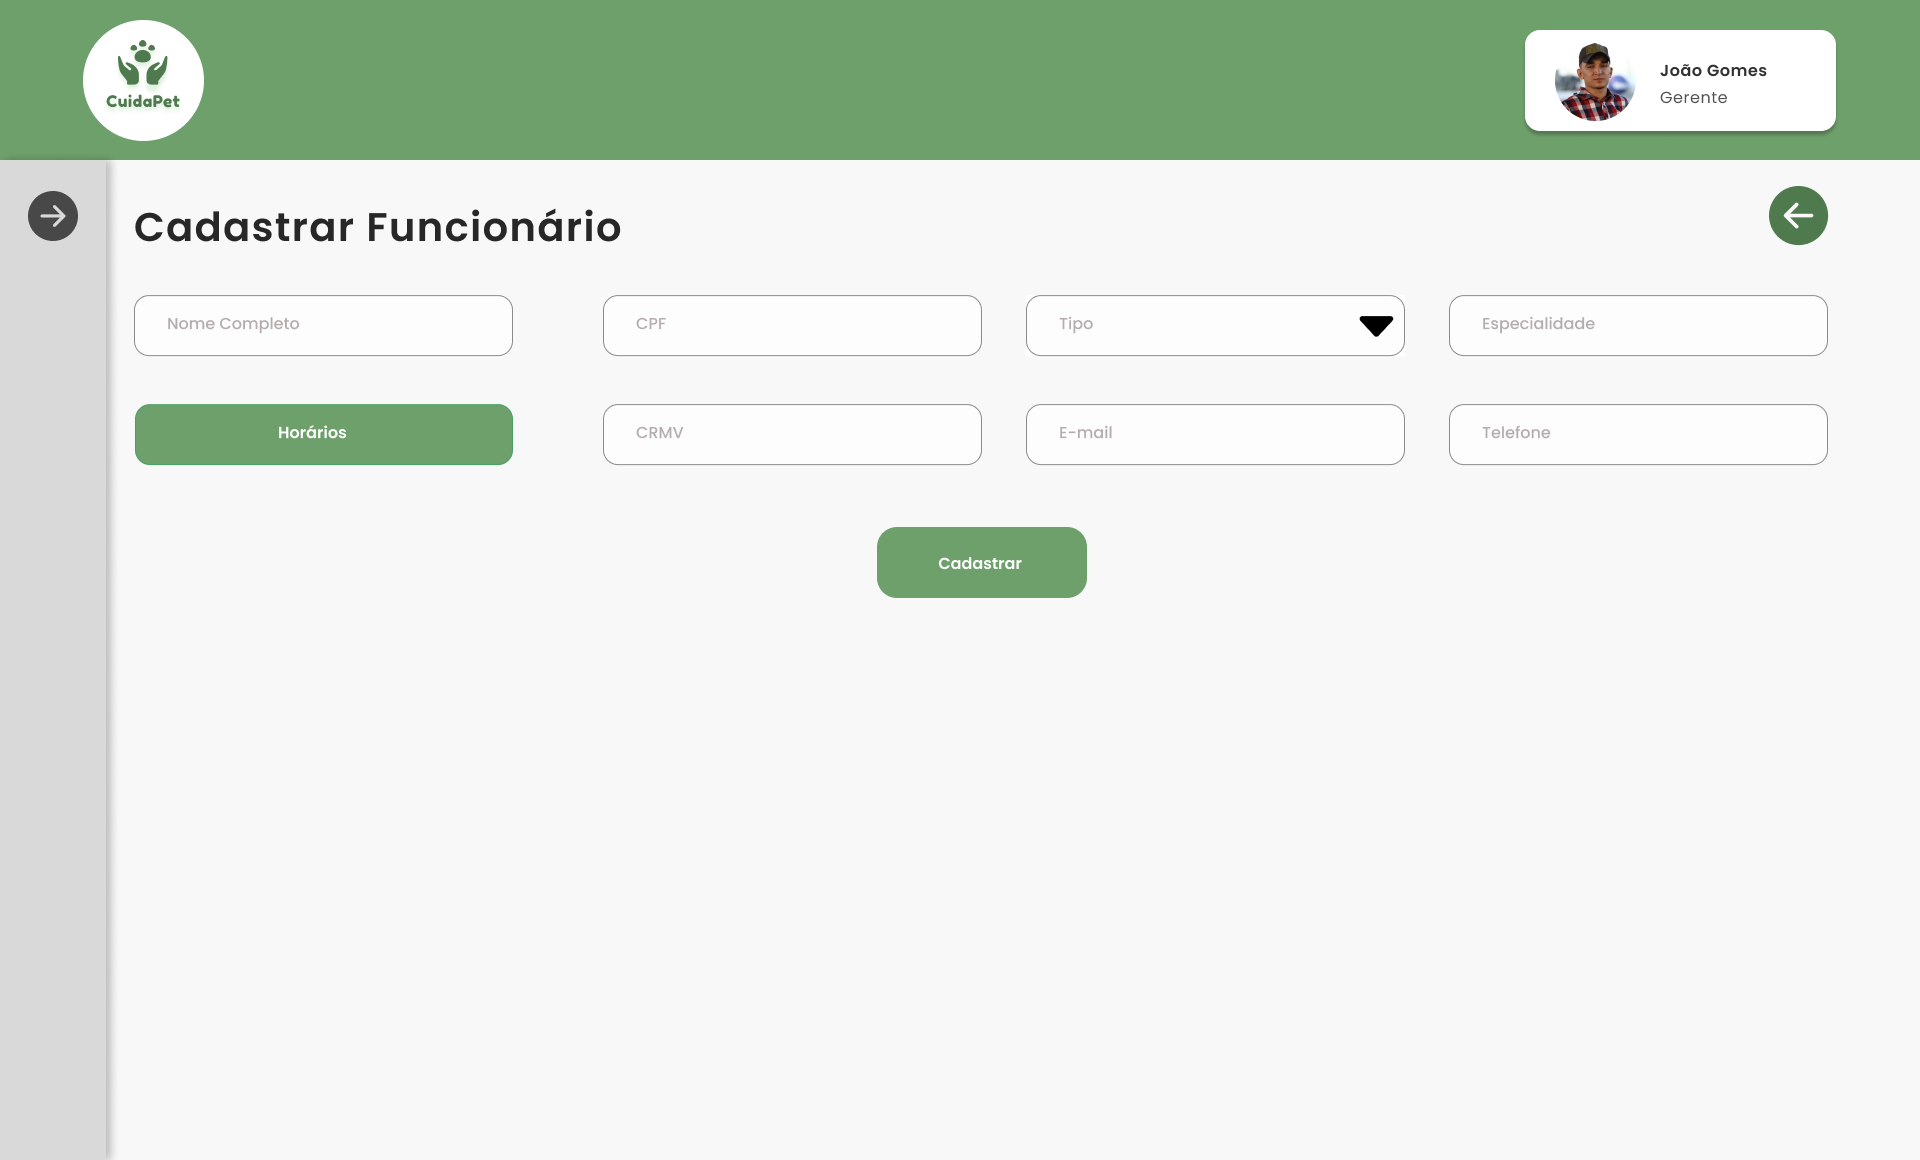 CuidaPet
João Gomes
Gerente
Cadastrar Funcionário
Nome Completo
CPF
Tipo
Especialidade
Horários
CRMV
E-mail
Telefone
Cadastrar